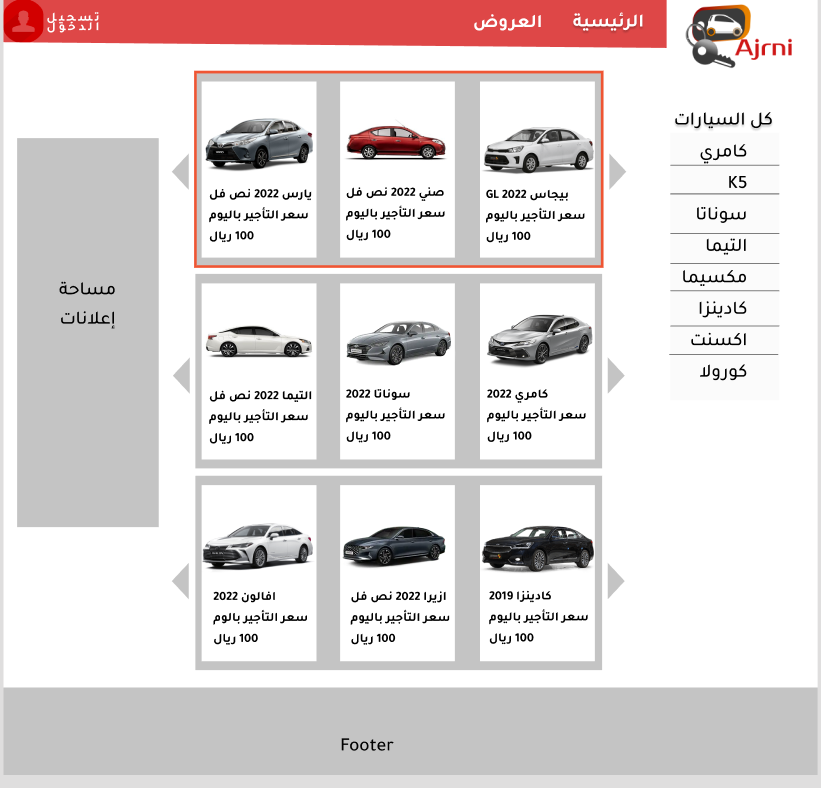 Ajrni
الرئيسية
العروض
تسجيل
الدخول
كل السيارات
كامري
K5
سوناتا
التيما
مكسيما
كادينزا
اكسنت
كورولا
بيجاس GL 2022
سعر التأجير باليوم
100 ريال
صني 2022 نص فل
سعر التأجير باليوم
100 ريال
يارس 2022 نص فل
سعر التأجير باليوم
100 ريال
كامري 2022
سعر التأجير باليوم
100 ريال
سوناتا 2022
سعر التأجير باليوم
100 ريال
التيما 2022 نص فل
سعر التأجير باليوم
100 ريال
كادينزا 2019
سعر التأجير باليوم
100 ريال
ازيرا 2022 نص فل
سعر التأجير باليوم
100 ريال
افالون 2022
سعر التأجير بالوم
100 ريال
مساحة
إعلانات
Footer